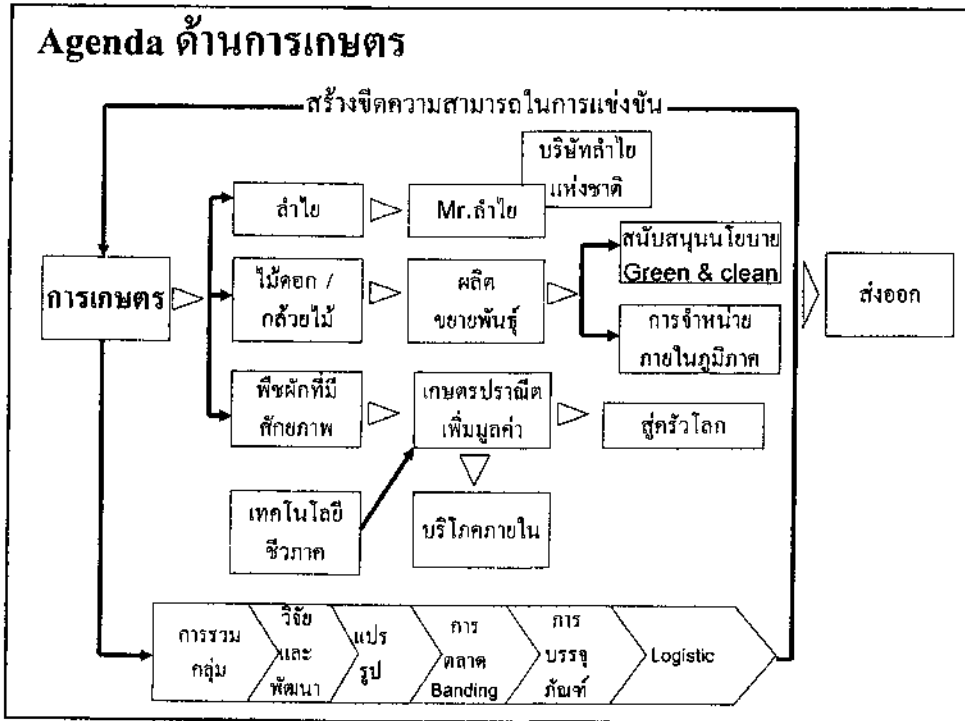 Agenda ด้านการเกษตร
สร้างขีดความสามารถในการแข่งขัน
บริษัทลำไย
แห่งชาติ
ลำไย
Mr.ลำไย
สนับสนุนนโยบาย
Green & clean
การเกษตร
ไม้ดอก /
กล้วยไม้
ผลิต
ขยายพันธุ์
ส่งออก
การจำหน่าย
ภายในภูมิภาค
พืชผักที่มี
ศักยภาพ
เกษตรปราณีต
เพิ่มมูลค่า
สู่ครัวโลก
เทคโนโลยี
ชีวภาค
บริโภคภายใน
การรวม
กลุ่ม
วิจัย
และ
พัฒนา
แปร
รูป
การ
ตลาด
Banding
การ
บรรจุ
ภัณฑ์
Logistic